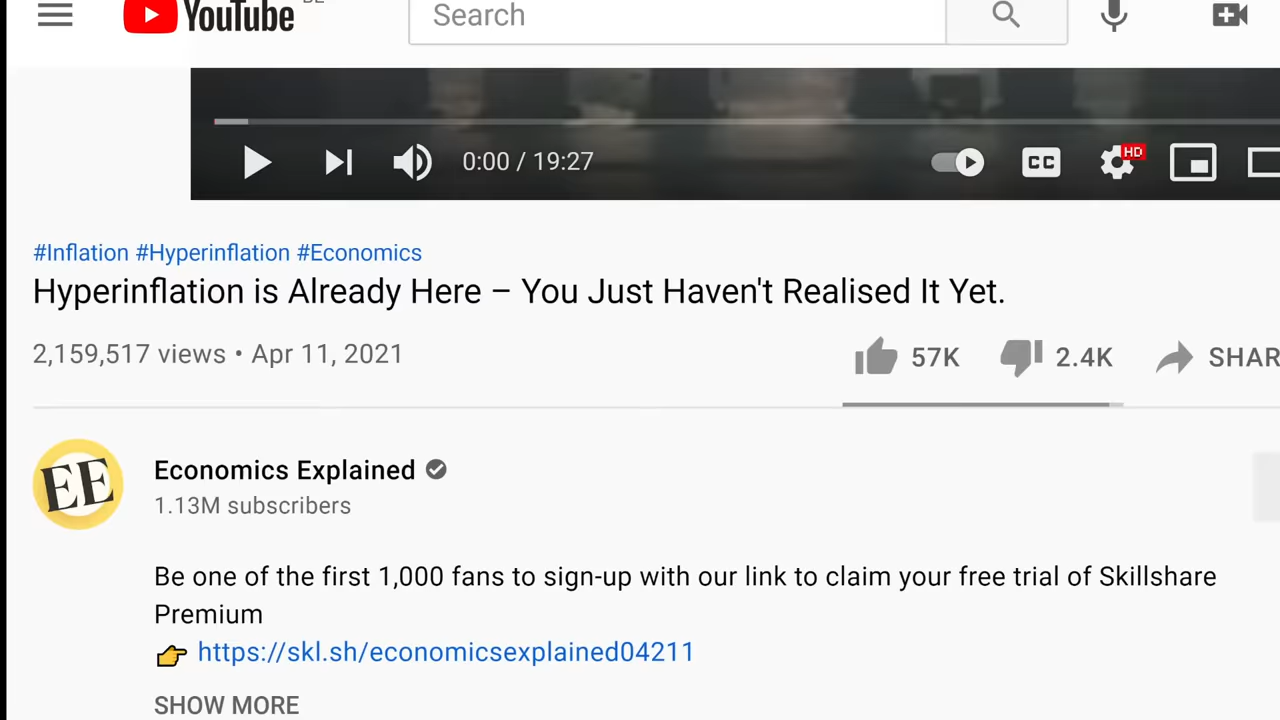 YouTube
Search
0:00 / 19:27
CC
HD
#Inflation #Hyperinflation #Economics
Hyperinflation is Already Here – You Just Haven't Realised It Yet.
2,159,517 views • Apr 11, 2021
57K
2.4K
SHAR
EE
Economics Explained
1.13M subscribers
Be one of the first 1,000 fans to sign-up with our link to claim your free trial of Skillshare
Premium
👉 https://skl.sh/economicsexplained04211
SHOW MORE